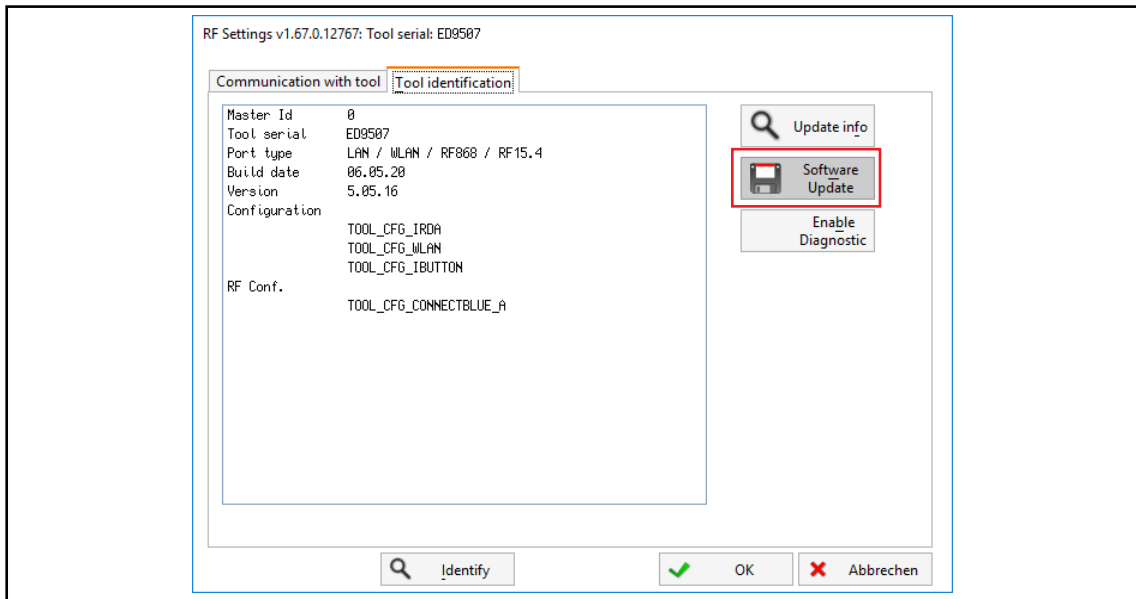 RF Settings v1.67.0.12767: Tool serial: ED9507
Communication with tool Tool identification
Master Id 0
Tool serial ED9507
Port type LAN / WLAN / RF868 / RF15.4
Build date 06.05.20
Version 5.05.16
Configuration
TOOL_CFG_IRDA
TOOL_CFG_WLAN
TOOL_CFG_IBUTTON
RF Conf.
TOOL_CFG_CONNECTBLUE_A
Update info
Software
Update
Enable
Diagnostic
Identify OK Abbrechen